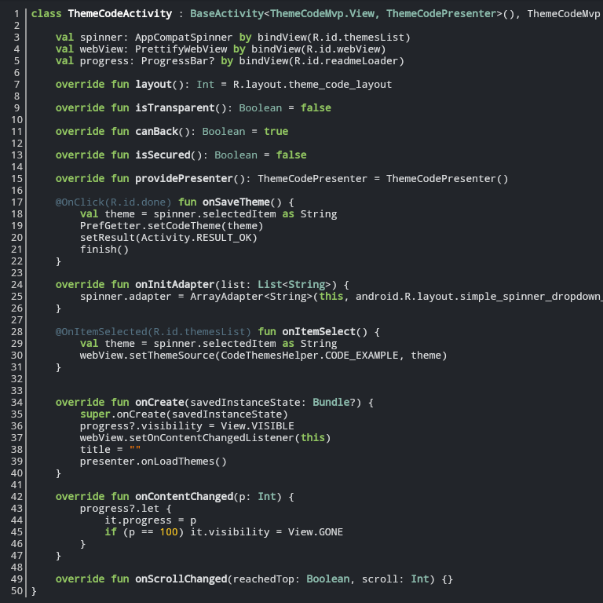 1 class ThemeCodeActivity : BaseActivity<ThemeCodeMvp.View, ThemeCodePresenter>(), ThemeCodeMvp
2
3     val spinner: AppCompatSpinner by bindView(R.id.themesList)
4     val webView: PrettifyWebView by bindView(R.id.webView)
5     val progress: ProgressBar? by bindView(R.id.readmeLoader)
6
7     override fun layout(): Int = R.layout.theme_code_layout
8
9     override fun isTransparent(): Boolean = false
10
11     override fun canBack(): Boolean = true
12
13     override fun isSecured(): Boolean = false
14
15     override fun providePresenter(): ThemeCodePresenter = ThemeCodePresenter()
16
17     @OnClick(R.id.done) fun onSaveTheme() {
18         val theme = spinner.selectedItem as String
19         PrefGetter.setCodeTheme(theme)
20         setResult(Activity.RESULT_OK)
21         finish()
22     }
23
24     override fun onInitAdapter(list: List<String>) {
25         spinner.adapter = ArrayAdapter<String>(this, android.R.layout.simple_spinner_dropdown_
26     }
27
28     @OnItemSelected(R.id.themesList) fun onItemSelect() {
29         val theme = spinner.selectedItem as String
30         webView.setThemeSource(CodeThemesHelper.CODE_EXAMPLE, theme)
31     }
32
33
34     override fun onCreate(savedInstanceState: Bundle?) {
35         super.onCreate(savedInstanceState)
36         progress?.visibility = View.VISIBLE
37         webView.setOnContentChangedListener(this)
38         title = ""
39         presenter.onLoadThemes()
40     }
41
42     override fun onContentChanged(p: Int) {
43         progress?.let {
44             it.progress = p
45             if (p == 100) it.visibility = View.GONE
46         }
47     }
48
49     override fun onScrollChanged(reachedTop: Boolean, scroll: Int) {}
50 }